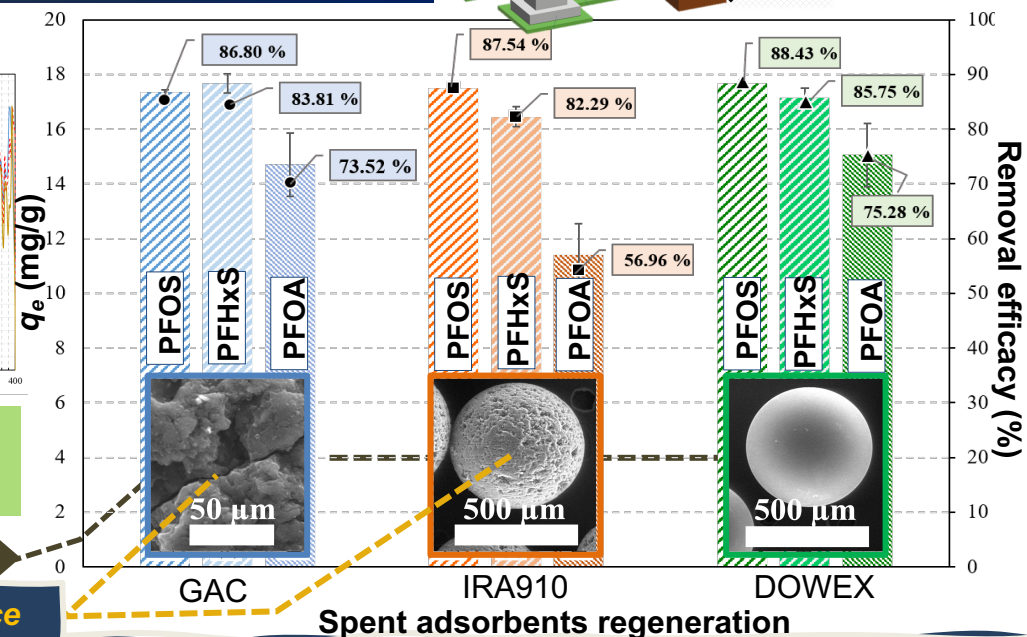 20
18
16
14
12
10
8
6
4
2
0
qe (mg/g)
400
ce
86.80 %
83.81 %
73.52 %
87.54 %
82.29 %
56.96 %
88.43 %
85.75 %
75.28 %
PFOS
PFHxS
PFOA
PFOS
PFHxS
PFOA
PFOS
PFHxS
PFOA
50 µm
500 µm
500 µm
GAC
IRA910
DOWEX
Spent adsorbents regeneration
100
90
80
70
60
50
40
30
20
10
0
Removal efficacy (%)